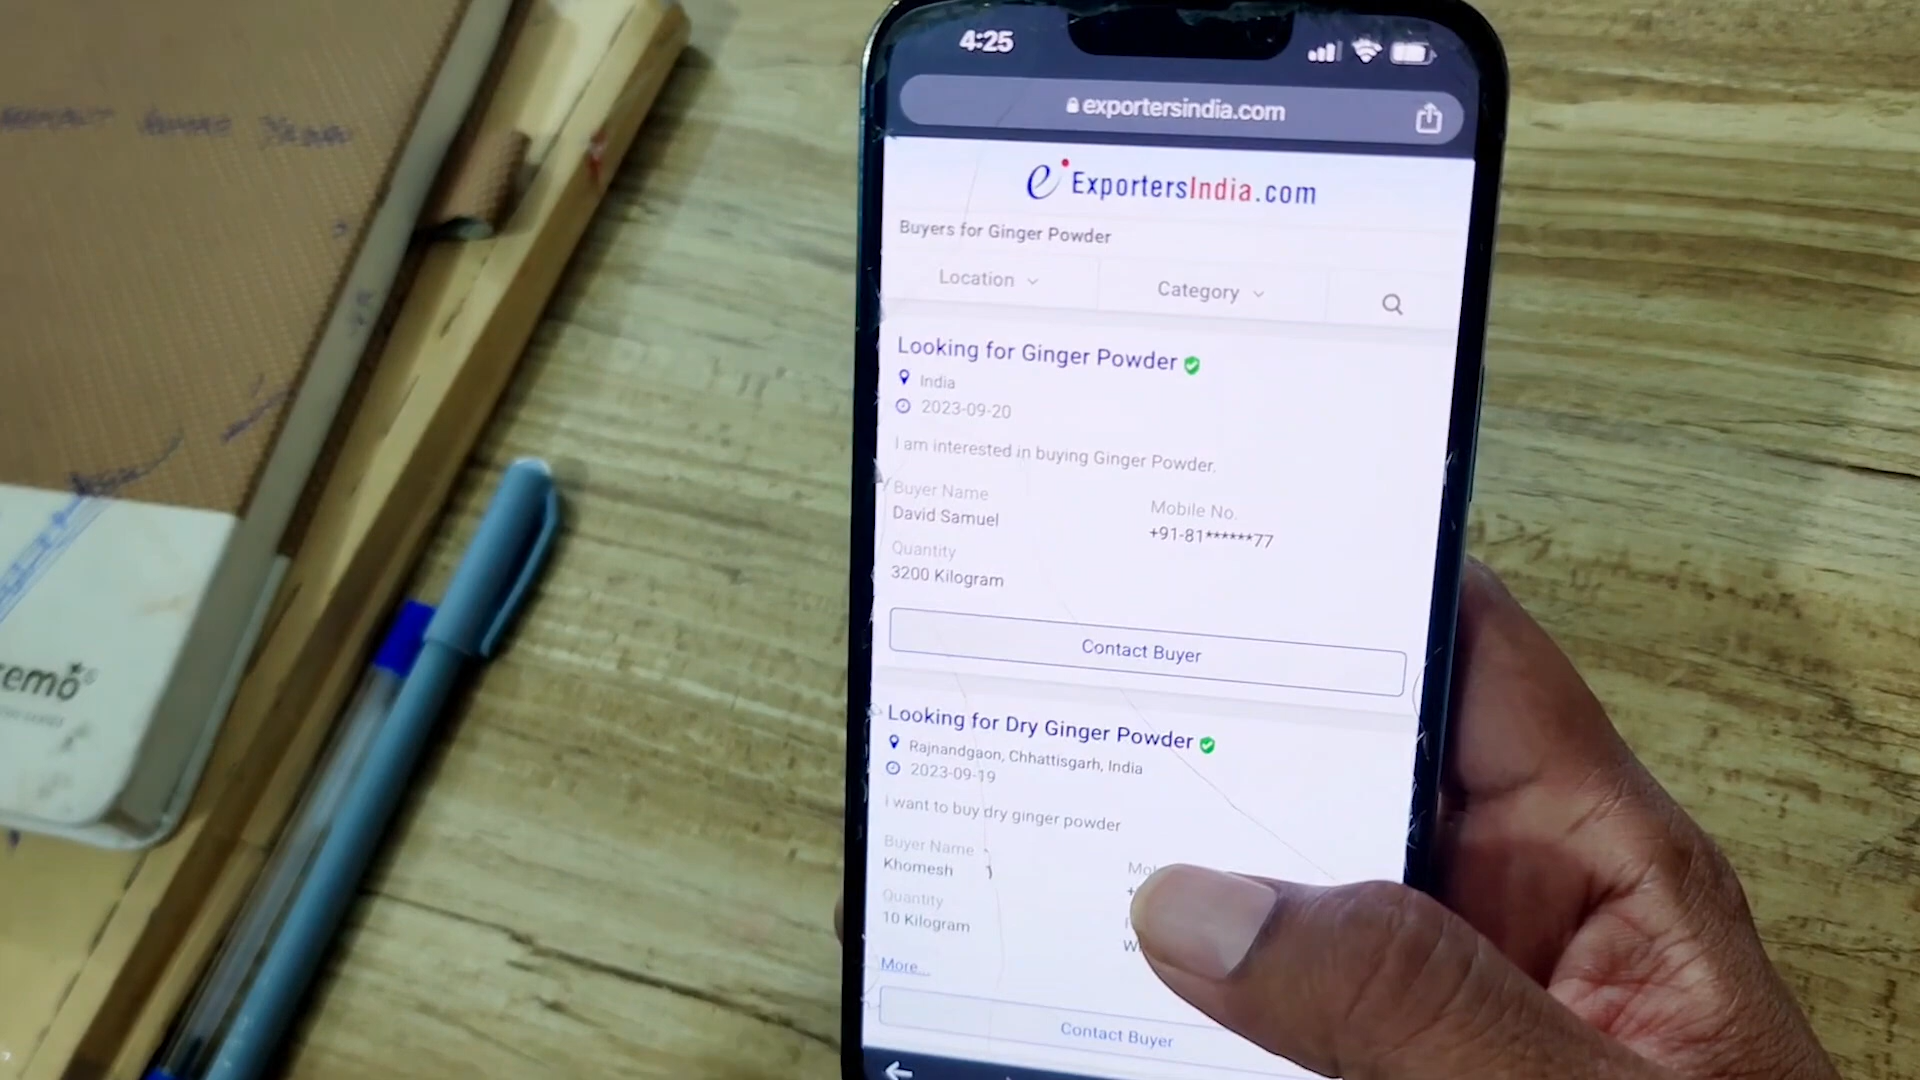 4:25
exportersindia.com
ExportersIndia.com
Buyers for Ginger Powder
Location
Category
Looking for Ginger Powder
India
2023-09-20
I am interested in buying Ginger Powder.
Buyer Name
Mobile No.
David Samuel
+91-81******77
Quantity
3200 Kilogram
Contact Buyer
Looking for Dry Ginger Powder
Rajnandgaon, Chhattisgarh, India
2023-09-19
i want to buy dry ginger powder
Buyer Name
Khomesh
Quantity
10 Kilogram
More...
Contact Buyer